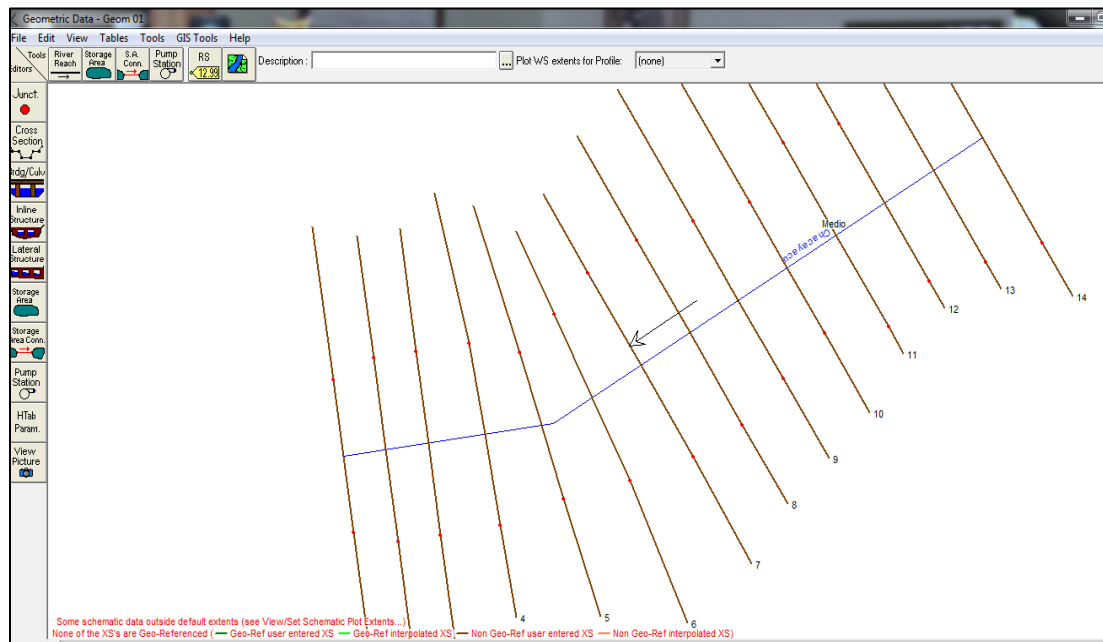 Geometric Data - Geom 01
File Edit View Tables Tools GIS Tools Help
Tools
Editors
River
Reach
Storage
Area
S.A.
Conn.
Pump
Station
RS
12.99
Description :
...
Plot WS extents for Profile:
(none)
Junct.
Cross
Section
Brdg/Culv
Inline
Structure
Lateral
Structure
Storage
Area
Storage
Area Conn.
Pump
Station
HTab
Param.
View
Picture
Medio
Chacayacu
14
13
12
11
10
9
8
7
6
5
4
Some schematic data outside default extents (see View/Set Schematic Plot Extents...)
None of the XS's are Geo-Referenced ( Geo-Ref user entered XS Geo-Ref interpolated XS Non Geo-Ref user entered XS Non Geo-Ref interpolated XS)